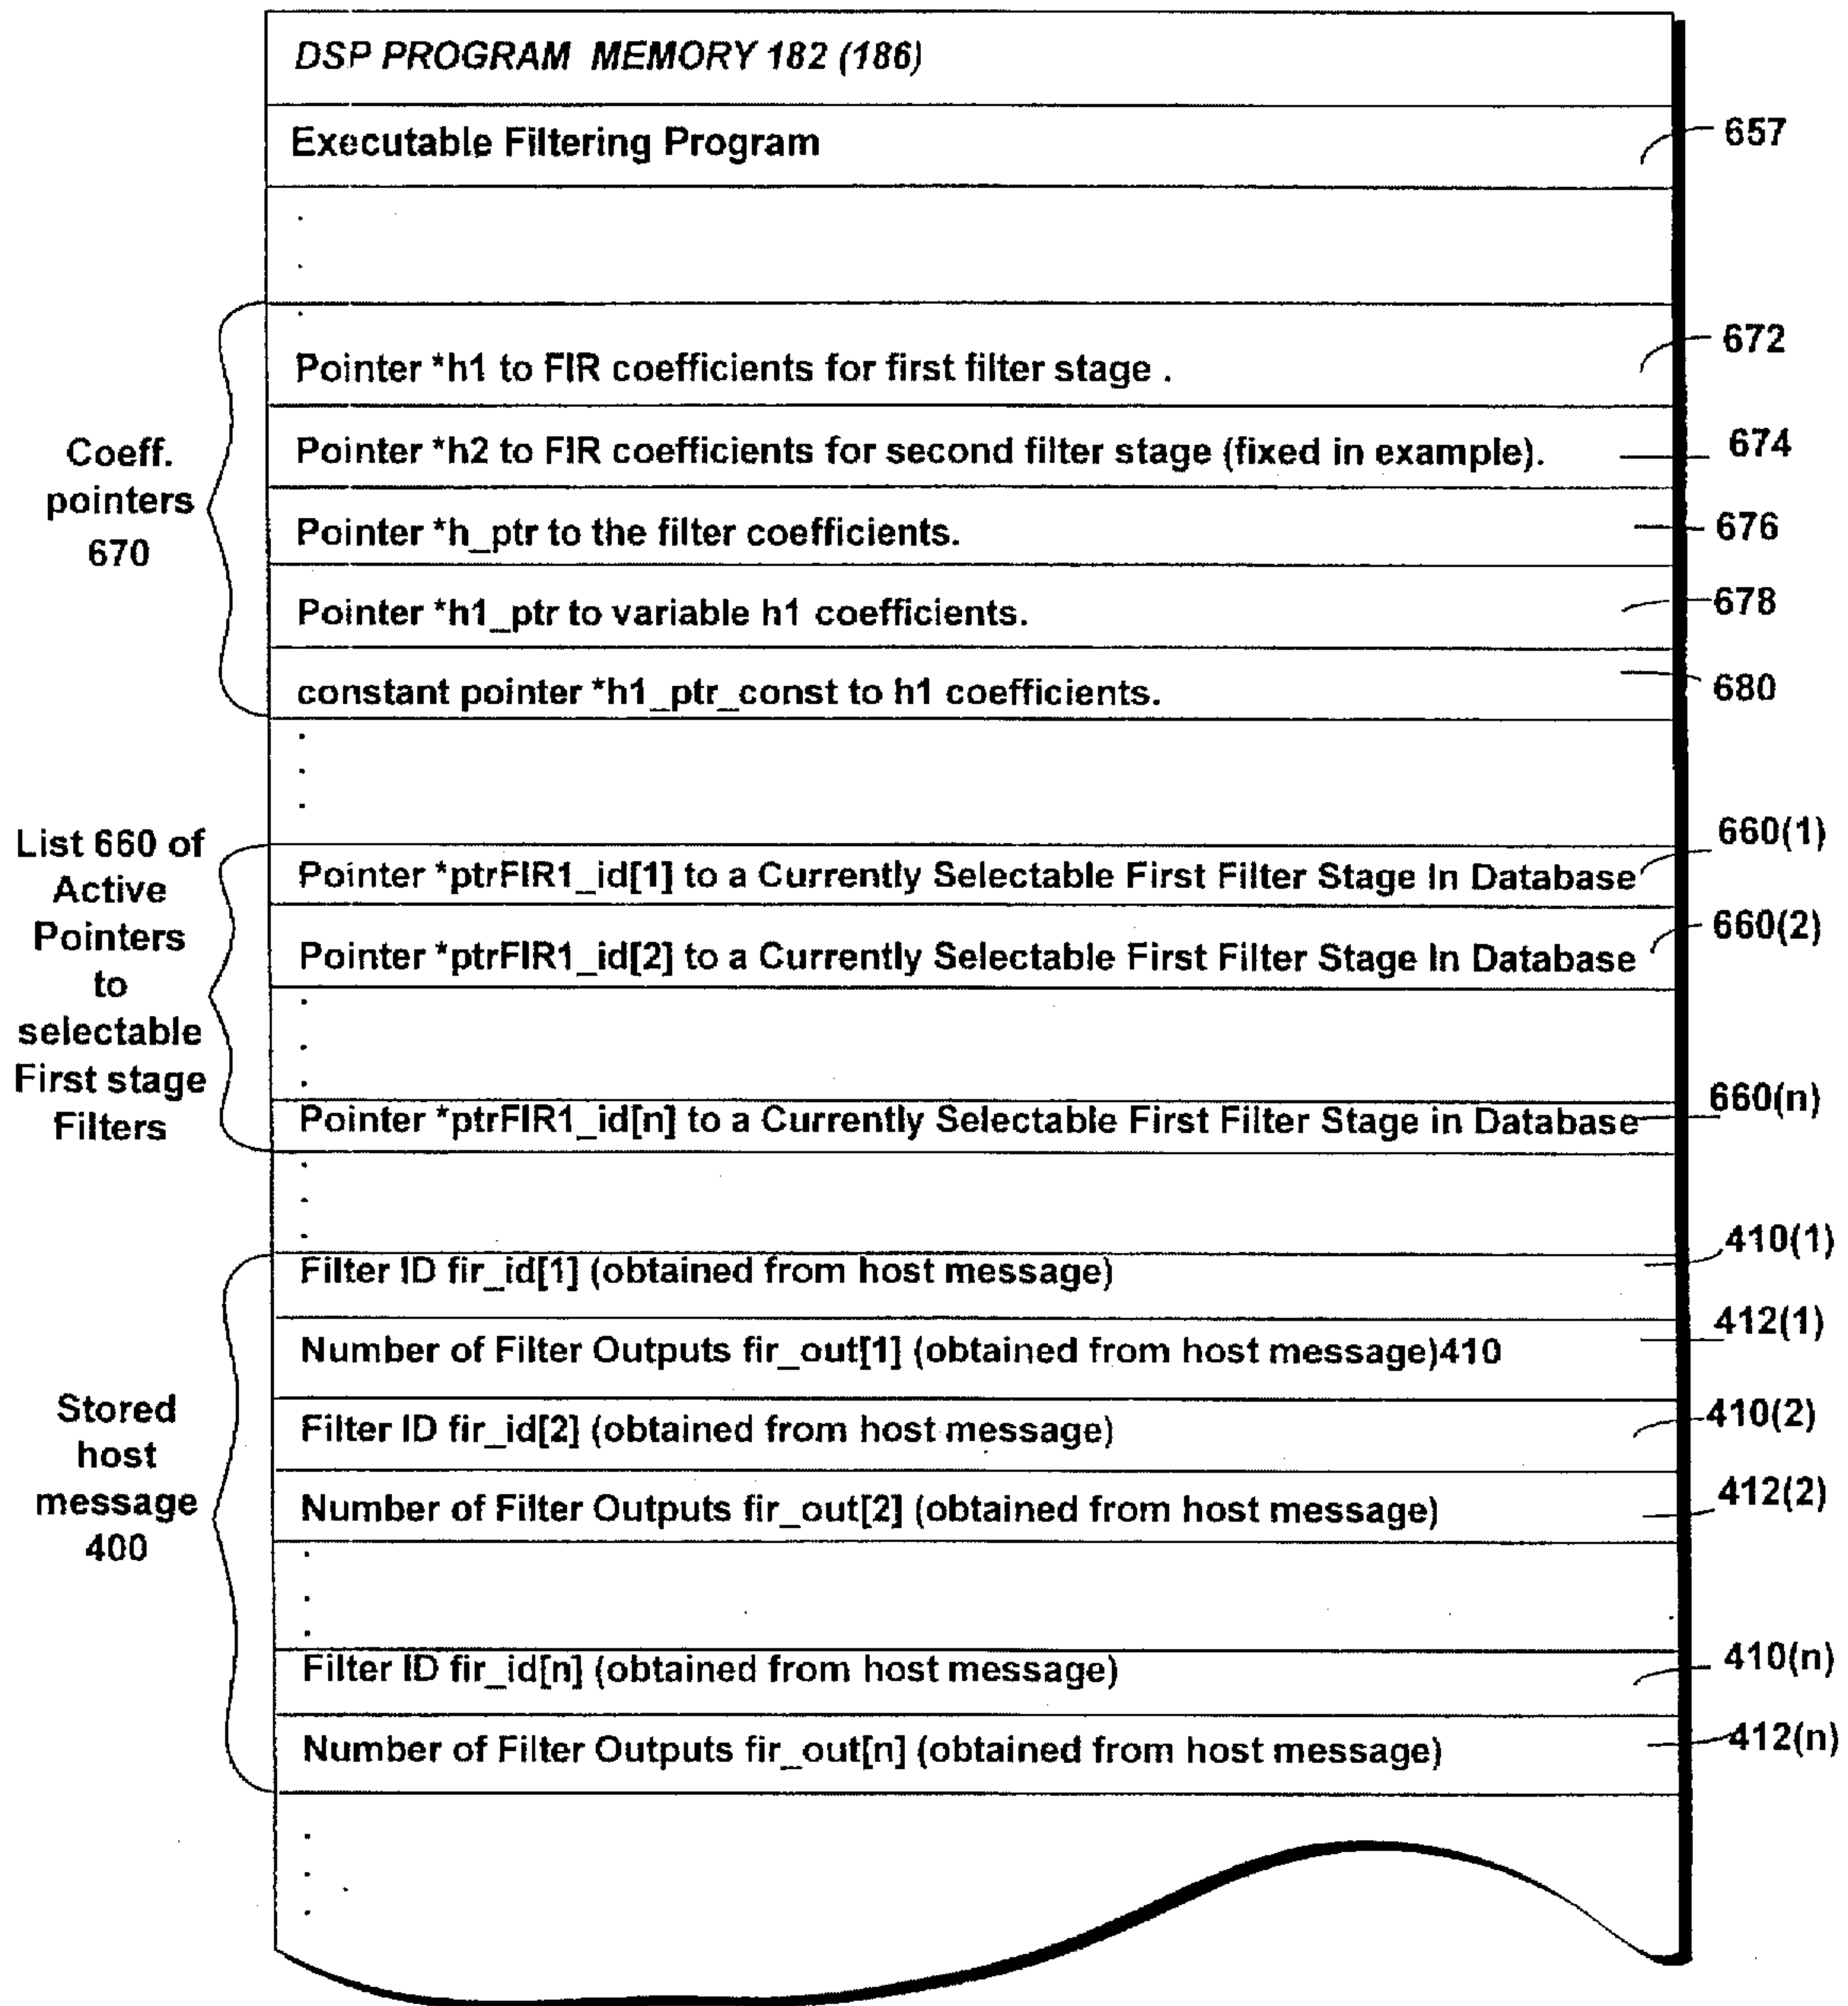 DSP PROGRAM MEMORY 182 (186)
Executable Filtering Program
657
Coeff.
pointers
670
Pointer *h1 to FIR coefficients for first filter stage .
672
Pointer *h2 to FIR coefficients for second filter stage (fixed in example).
674
Pointer *h_ptr to the filter coefficients.
676
Pointer *h1_ptr to variable h1 coefficients.
678
constant pointer *h1_ptr_const to h1 coefficients.
680
List 660 of
Active
Pointers
to
selectable
First stage
Filters
Pointer *ptrFIR1_id[1] to a Currently Selectable First Filter Stage In Database
660(1)
Pointer *ptrFIR1_id[2] to a Currently Selectable First Filter Stage In Database
660(2)
Pointer *ptrFIR1_id[n] to a Currently Selectable First Filter Stage in Database
660(n)
Stored
host
message
400
Filter ID fir_id[1] (obtained from host message)
410(1)
Number of Filter Outputs fir_out[1] (obtained from host message)410
412(1)
Filter ID fir_id[2] (obtained from host message)
410(2)
Number of Filter Outputs fir_out[2] (obtained from host message)
412(2)
Filter ID fir_id[n] (obtained from host message)
410(n)
Number of Filter Outputs fir_out[n] (obtained from host message)
412(n)